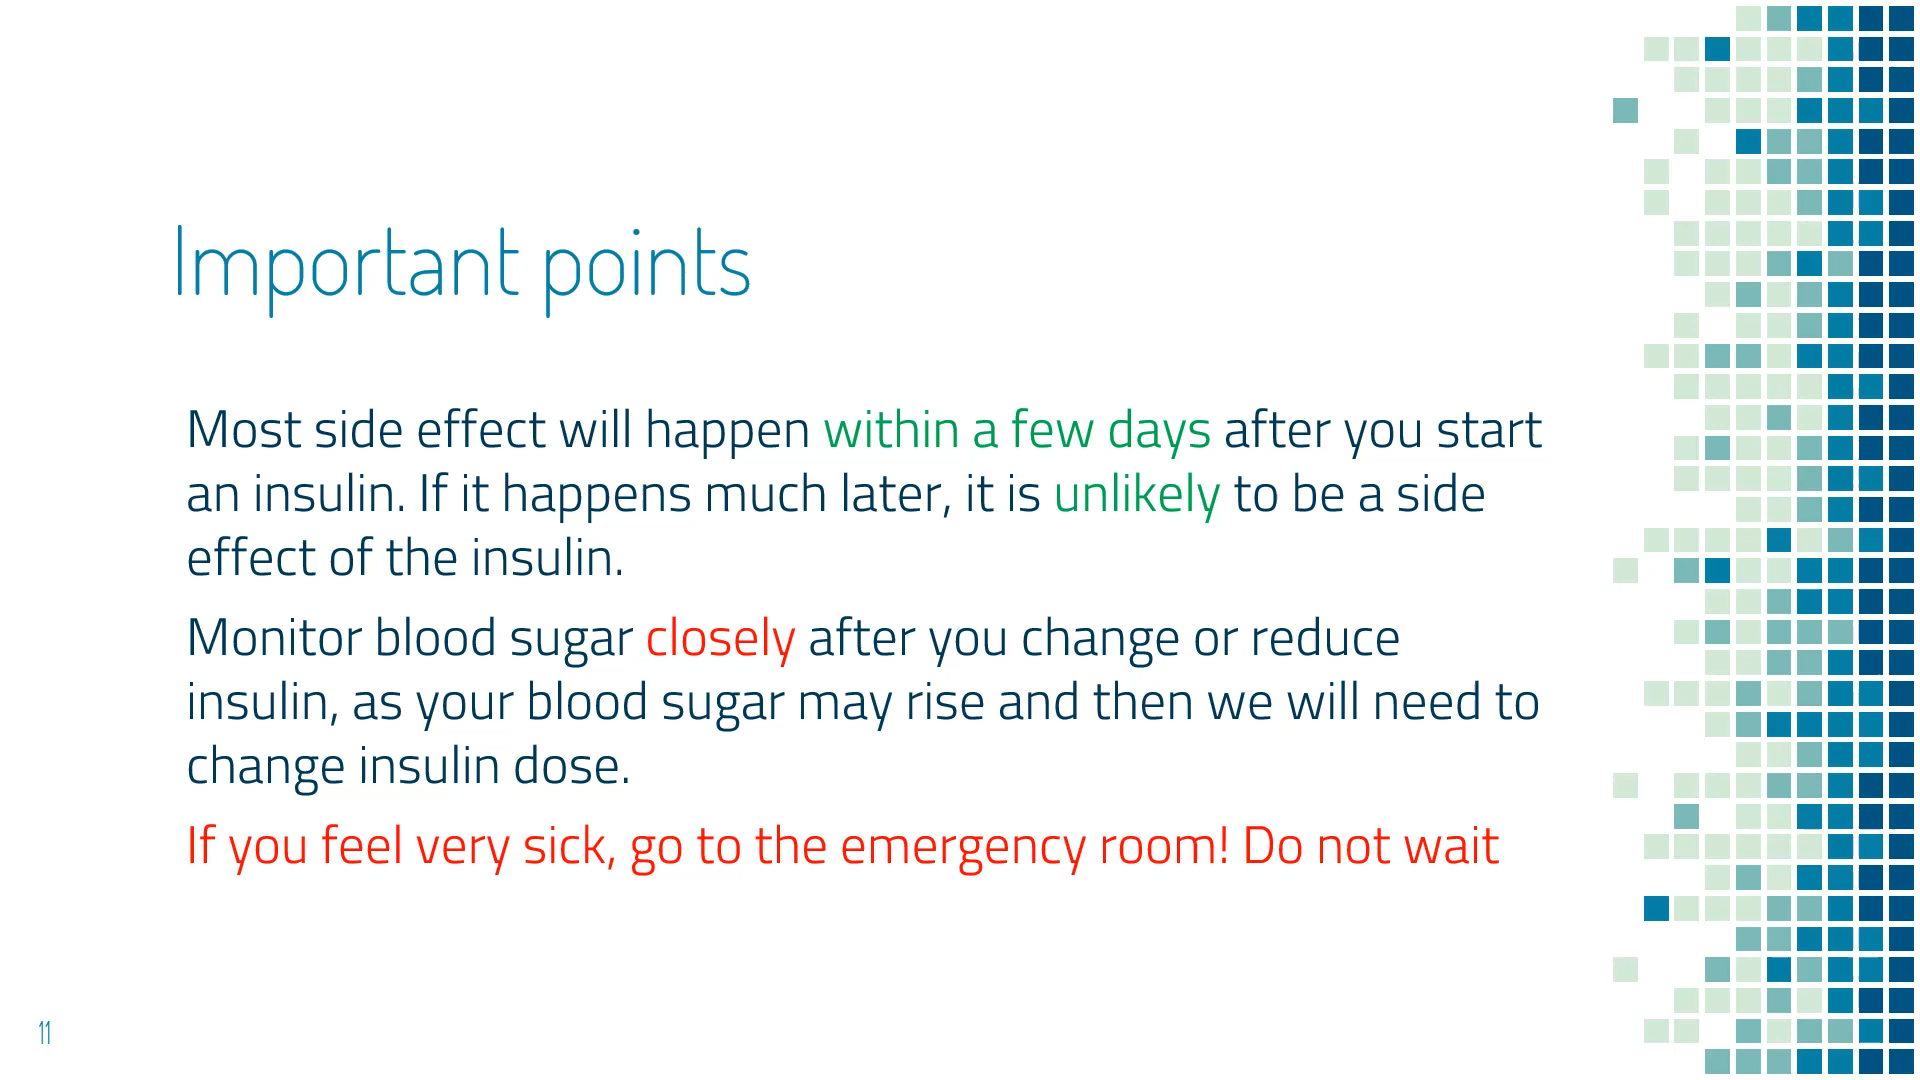 Important points
Most side effect will happen within a few days after you start
an insulin. If it happens much later, it is unlikely to be a side
effect of the insulin.
Monitor blood sugar closely after you change or reduce
insulin, as your blood sugar may rise and then we will need to
change insulin dose.
If you feel very sick, go to the emergency room! Do not wait
11